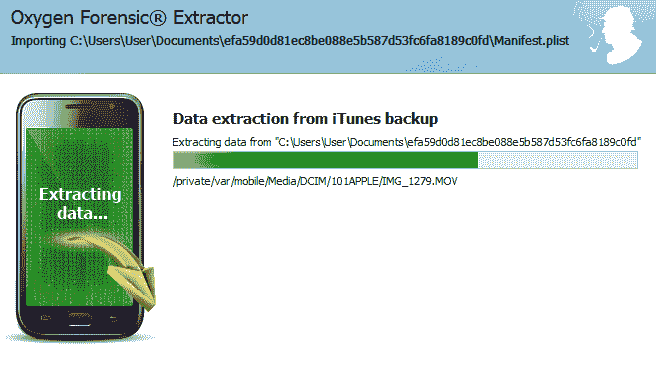 Oxygen Forensic® Extractor
Importing C:\Users\User\Documents\efa59d0d81ec8be088e5b587d53fc6fa8189c0fd\Manifest.plist
Data extraction from iTunes backup
Extracting data from "C:\Users\User\Documents\efa59d0d81ec8be088e5b587d53fc6fa8189c0fd"
/private/var/mobile/Media/DCIM/101APPLE/IMG_1279.MOV
Extracting
data...